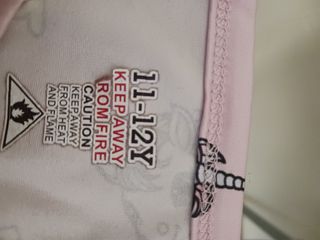 11-12Y
KEEP AWAY
ROM FIRE
CAUTION
KEEP AWAY
FROM HEAT
AND FLAME